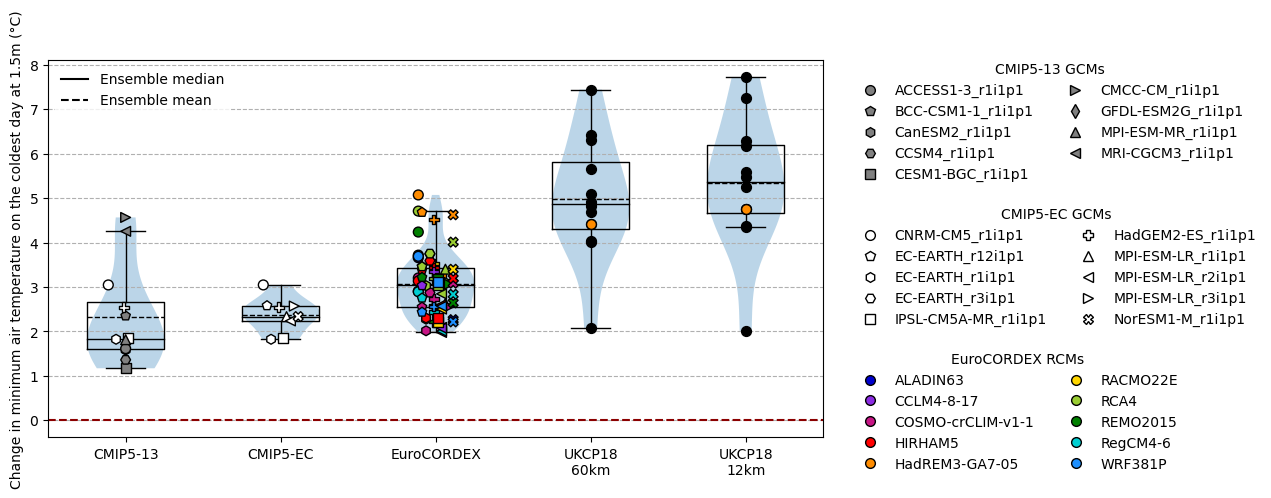 Change in minimum air temperature on the coldest day at 1.5m (°C)
8
7
6
5
4
3
2
1
0
Ensemble median
Ensemble mean
CMIP5-13
CMIP5-EC
EuroCORDEX
UKCP18
60km
UKCP18
12km
CMIP5-13 GCMs
ACCESS1-3_r1i1p1
BCC-CSM1-1_r1i1p1
CanESM2_r1i1p1
CCSM4_r1i1p1
CESM1-BGC_r1i1p1
CMCC-CM_r1i1p1
GFDL-ESM2G_r1i1p1
MPI-ESM-MR_r1i1p1
MRI-CGCM3_r1i1p1
CMIP5-EC GCMs
CNRM-CM5_r1i1p1
EC-EARTH_r12i1p1
EC-EARTH_r1i1p1
EC-EARTH_r3i1p1
IPSL-CM5A-MR_r1i1p1
HadGEM2-ES_r1i1p1
MPI-ESM-LR_r1i1p1
MPI-ESM-LR_r2i1p1
MPI-ESM-LR_r3i1p1
NorESM1-M_r1i1p1
EuroCORDEX RCMs
ALADIN63
CCLM4-8-17
COSMO-crCLIM-v1-1
HIRHAM5
HadREM3-GA7-05
RACMO22E
RCA4
REMO2015
RegCM4-6
WRF381P